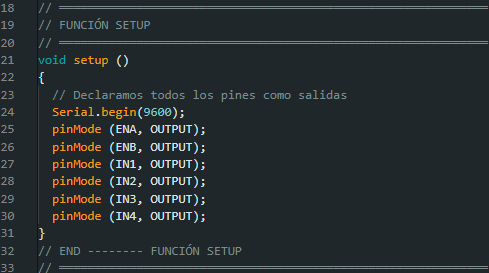 18 // ══════════════════════════════════════════════════════
19 // FUNCIÓN SETUP
20 // ══════════════════════════════════════════════════════
21 void setup ()
22 {
23 // Declaramos todos los pines como salidas
24 Serial.begin(9600);
25 pinMode (ENA, OUTPUT);
26 pinMode (ENB, OUTPUT);
27 pinMode (IN1, OUTPUT);
28 pinMode (IN2, OUTPUT);
29 pinMode (IN3, OUTPUT);
30 pinMode (IN4, OUTPUT);
31 }
32 // END -------- FUNCIÓN SETUP
33 // ══════════════════════════════════════════════════════